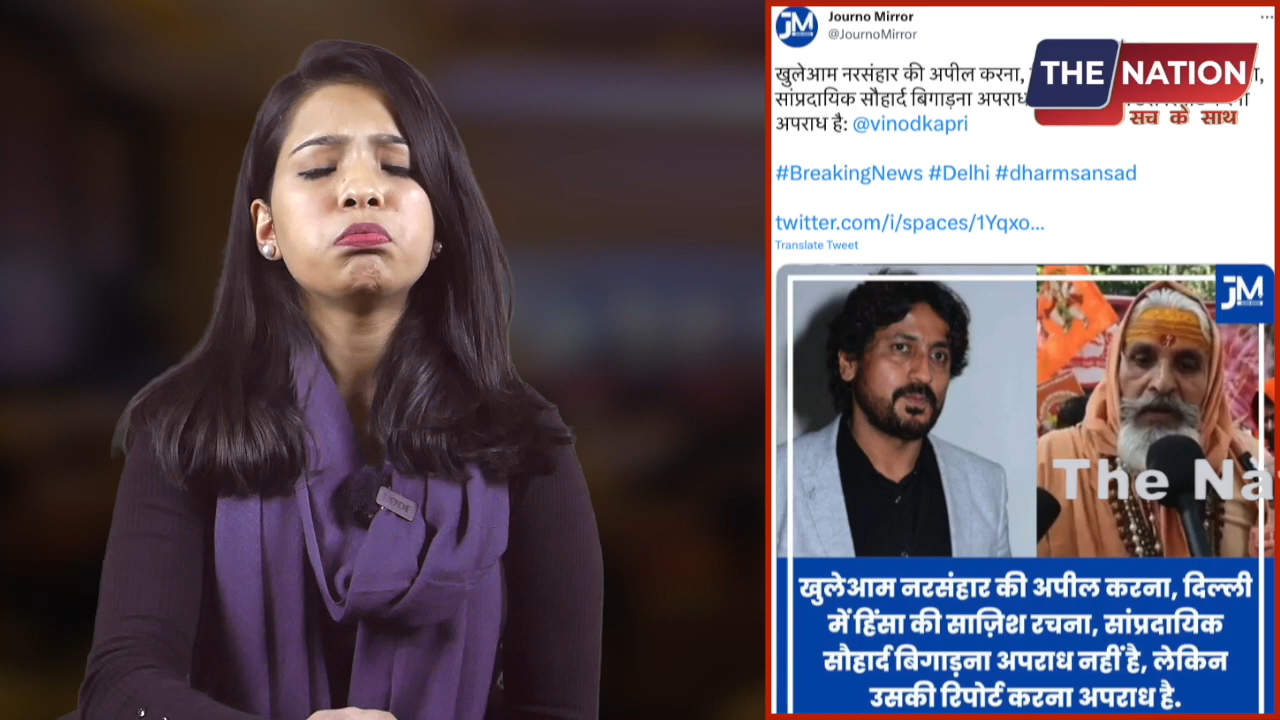 JM
Journo Mirror
@JournoMirror
खुलेआम नरसंहार की अपील करना,
सांप्रदायिक सौहार्द बिगाड़ना अपराध
अपराध है: @vinodkapri
THE NATION
सच के साथ
#BreakingNews #Delhi #dharmsansad
twitter.com/i/spaces/1Yqxo...
Translate Tweet
JM
The Na
खुलेआम नरसंहार की अपील करना, दिल्ली
में हिंसा की साज़िश रचना, सांप्रदायिक
सौहार्द बिगाड़ना अपराध नहीं है, लेकिन
उसकी रिपोर्ट करना अपराध है.